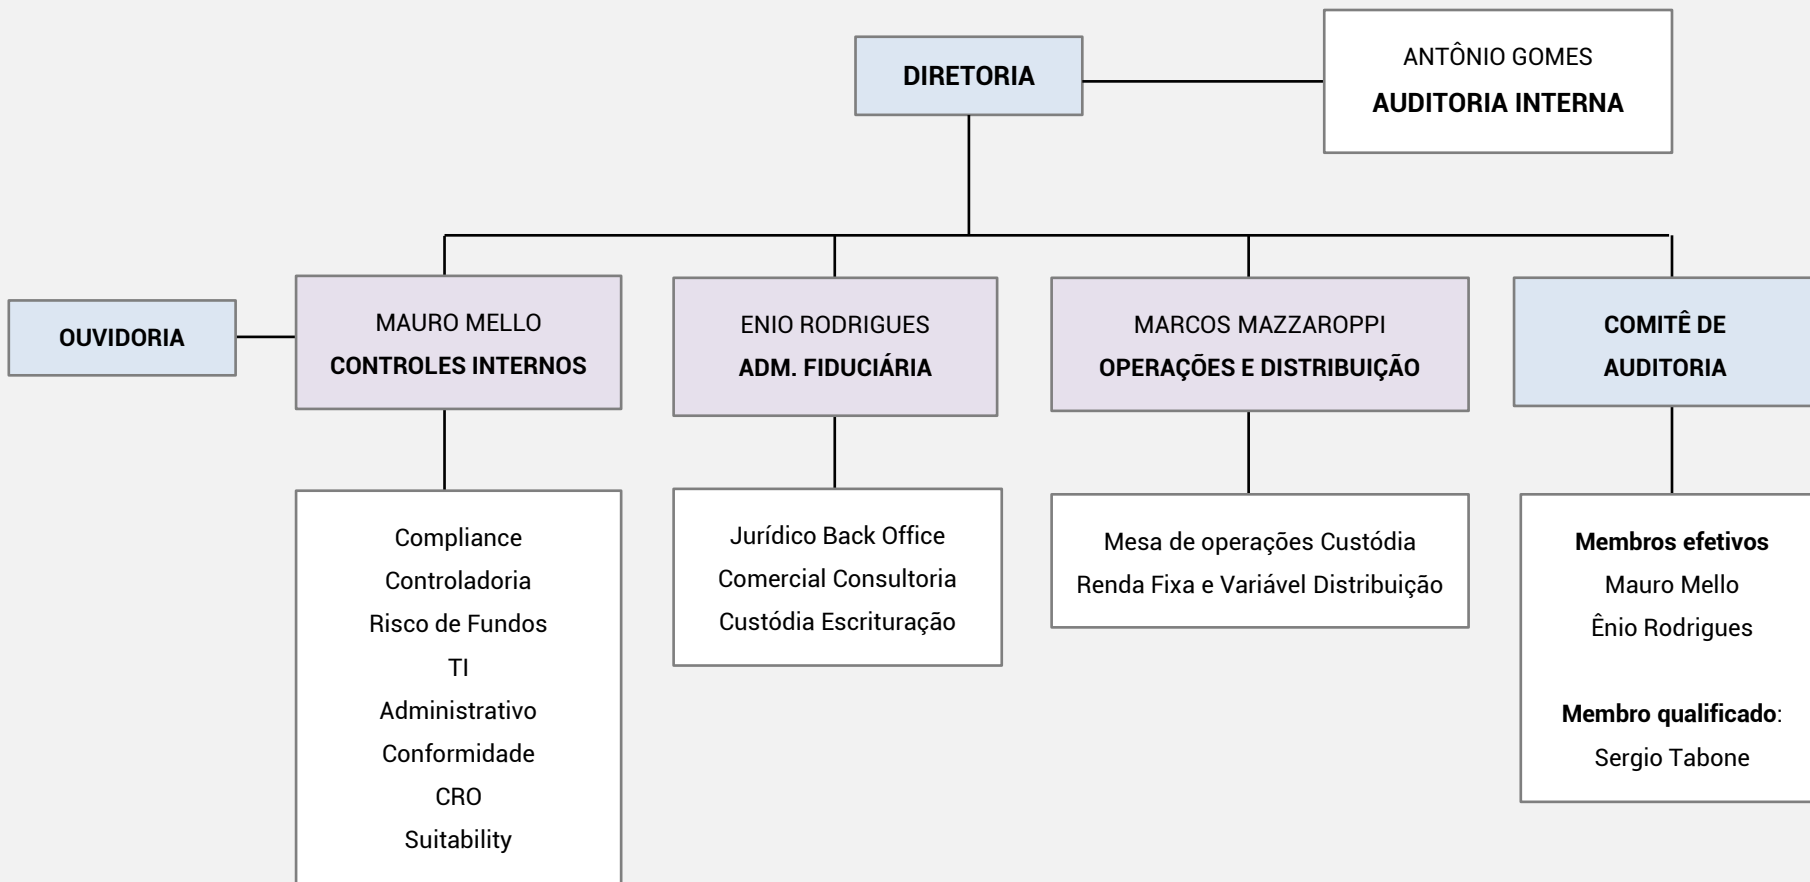 DIRETORIA
ANTÔNIO GOMES
AUDITORIA INTERNA
OUVIDORIA
MAURO MELLO
CONTROLES INTERNOS
ENIO RODRIGUES
ADM. FIDUCIÁRIA
MARCOS MAZZAROPPI
OPERAÇÕES E DISTRIBUIÇÃO
COMITÊ DE
AUDITORIA
Compliance
Controladoria
Risco de Fundos
TI
Administrativo
Conformidade
CRO
Suitability
Jurídico Back Office
Comercial Consultoria
Custódia Escrituração
Mesa de operações Custódia
Renda Fixa e Variável Distribuição
Membros efetivos
Mauro Mello
Ênio Rodrigues
Membro qualificado:
Sergio Tabone